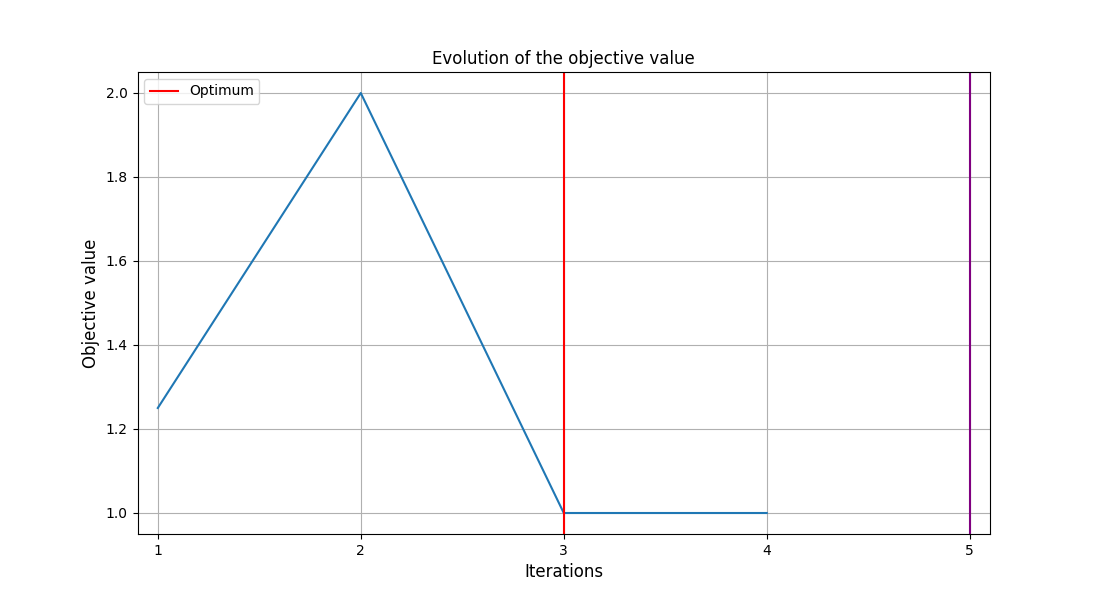 Evolution of the objective value
Optimum
Objective value
2.0
1.8
1.6
1.4
1.2
1.0
1 2 3 4 5
Iterations